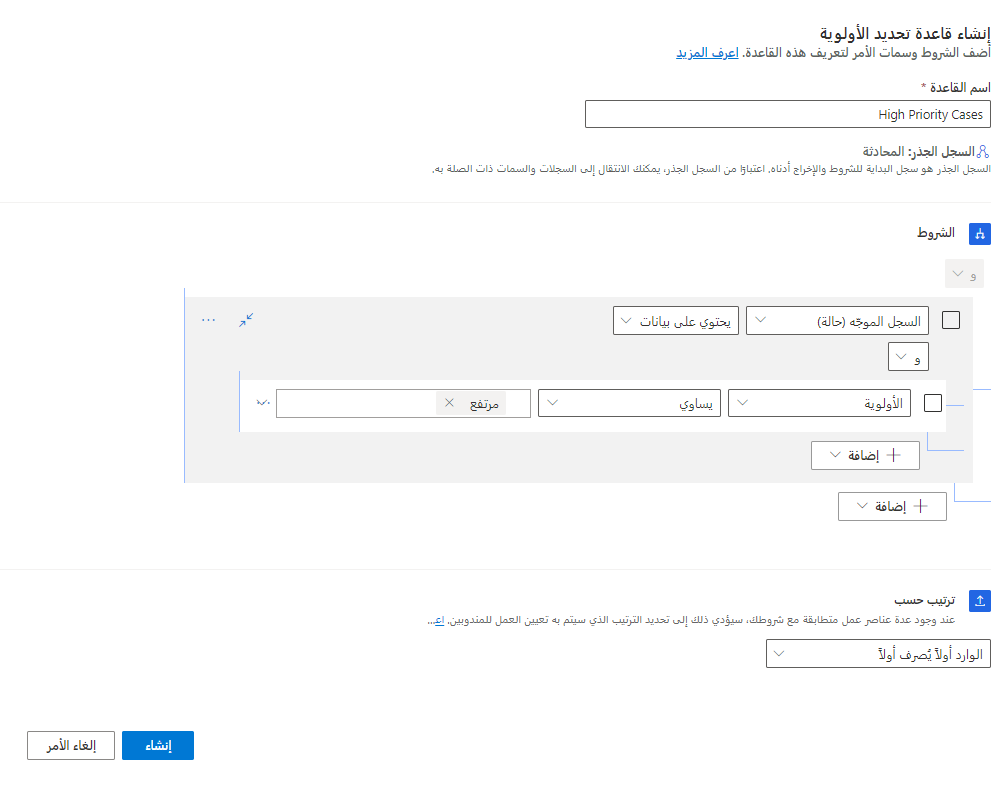 إنشاء قاعدة تحديد الأولوية
أضف الشروط وسمات الأمر لتعريف هذه القاعدة. اعرف المزيد
اسم القاعدة *
High Priority Cases
السجل الجذر: المحادثة
السجل الجذر هو سجل البداية للشروط والإخراج أدناه. اعتبارًا من السجل الجذر، يمكنك الانتقال إلى السجلات والسمات ذات الصلة به.
الشروط
و
السجل الموجّه (حالة) يحتوي على بيانات
و
الأولوية يساوي مرتفع
إضافة
إضافة
ترتيب حسب
عند وجود عدة عناصر عمل متطابقة مع شروطك، سيؤدي ذلك إلى تحديد الترتيب الذي سيتم به تعيين العمل للمندوبين. اع...
الوارد أولاً يُصرف أولاً
إنشاء إلغاء الأمر